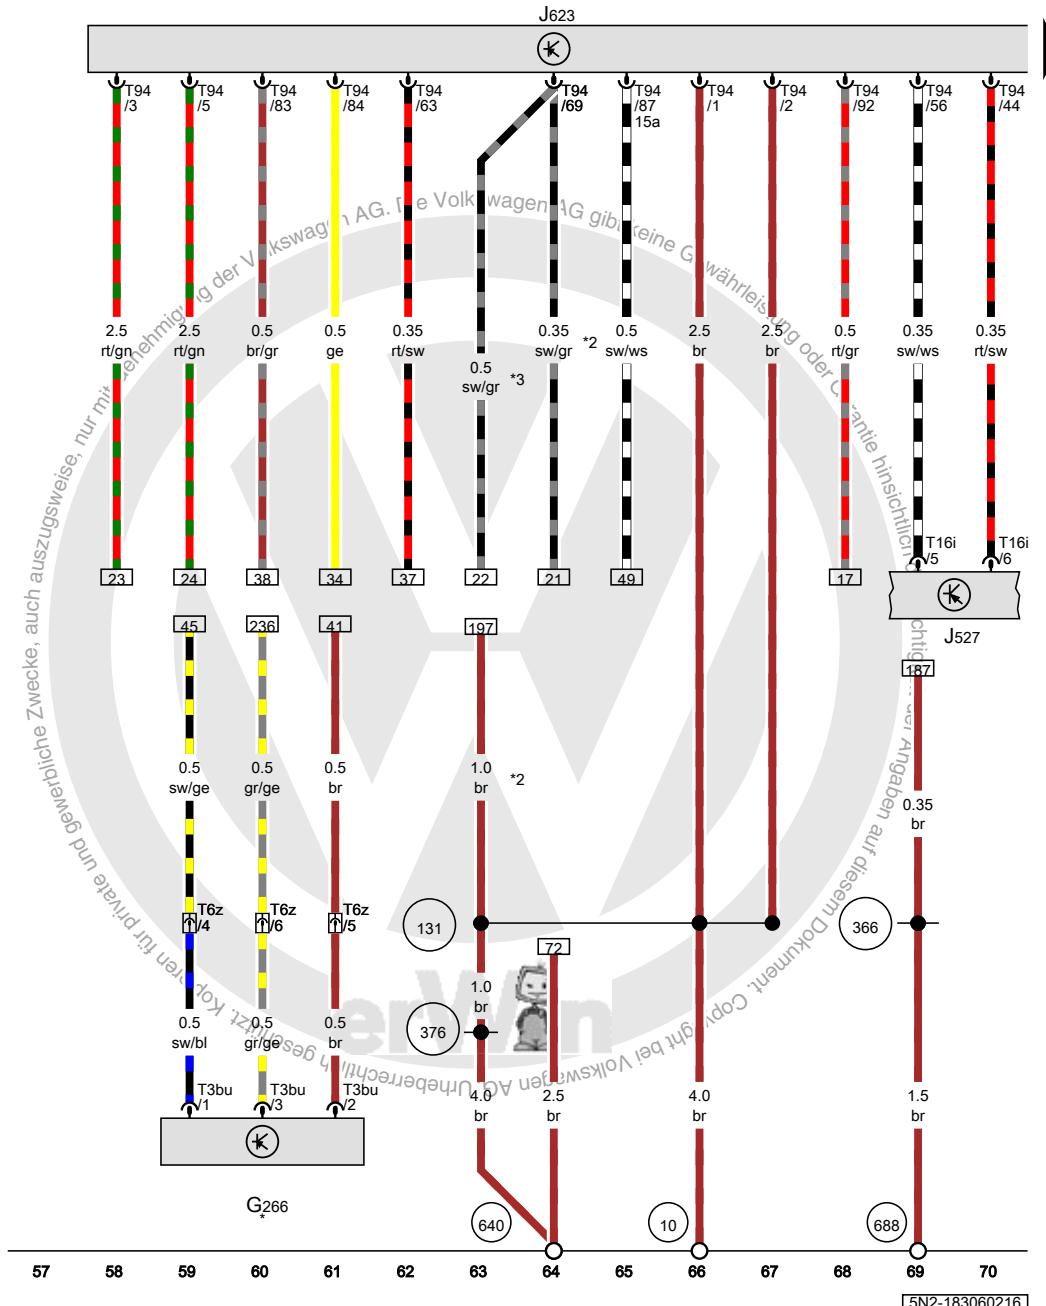 J623
T94 T94 T94 T94 T94 T94 T94 T94 T94 T94 T94 T94
/3 /5 /83 /84 /63 /69 /87 /1 /2 /92 /56 /44
15a
2.5 2.5 0.5 0.5 0.35 0.35 0.5 2.5 2.5 0.5 0.35 0.35
rt/gn rt/gn br/gr ge rt/sw sw/gr *2 sw/ws br br rt/gr sw/ws rt/sw
0.5
sw/gr *3
T16i T16i
/5 /6
23 24 38 34 37 22 21 49 17
J527
45 236 41 197
187
0.5 0.5 0.5 1.0
sw/ge gr/ge br br *2
0.35
br
T6z T6z T6z
/4 /6 /5
131 366
72
1.0
br
376
0.5 0.5 0.5
sw/bl gr/ge br
T3bu T3bu T3bu
/1 /3 /2
4.0 2.5 4.0 1.5
br br br br
G266
*
640 10 688
57 58 59 60 61 62 63 64 65 66 67 68 69 70
5N2-183060216
erWin